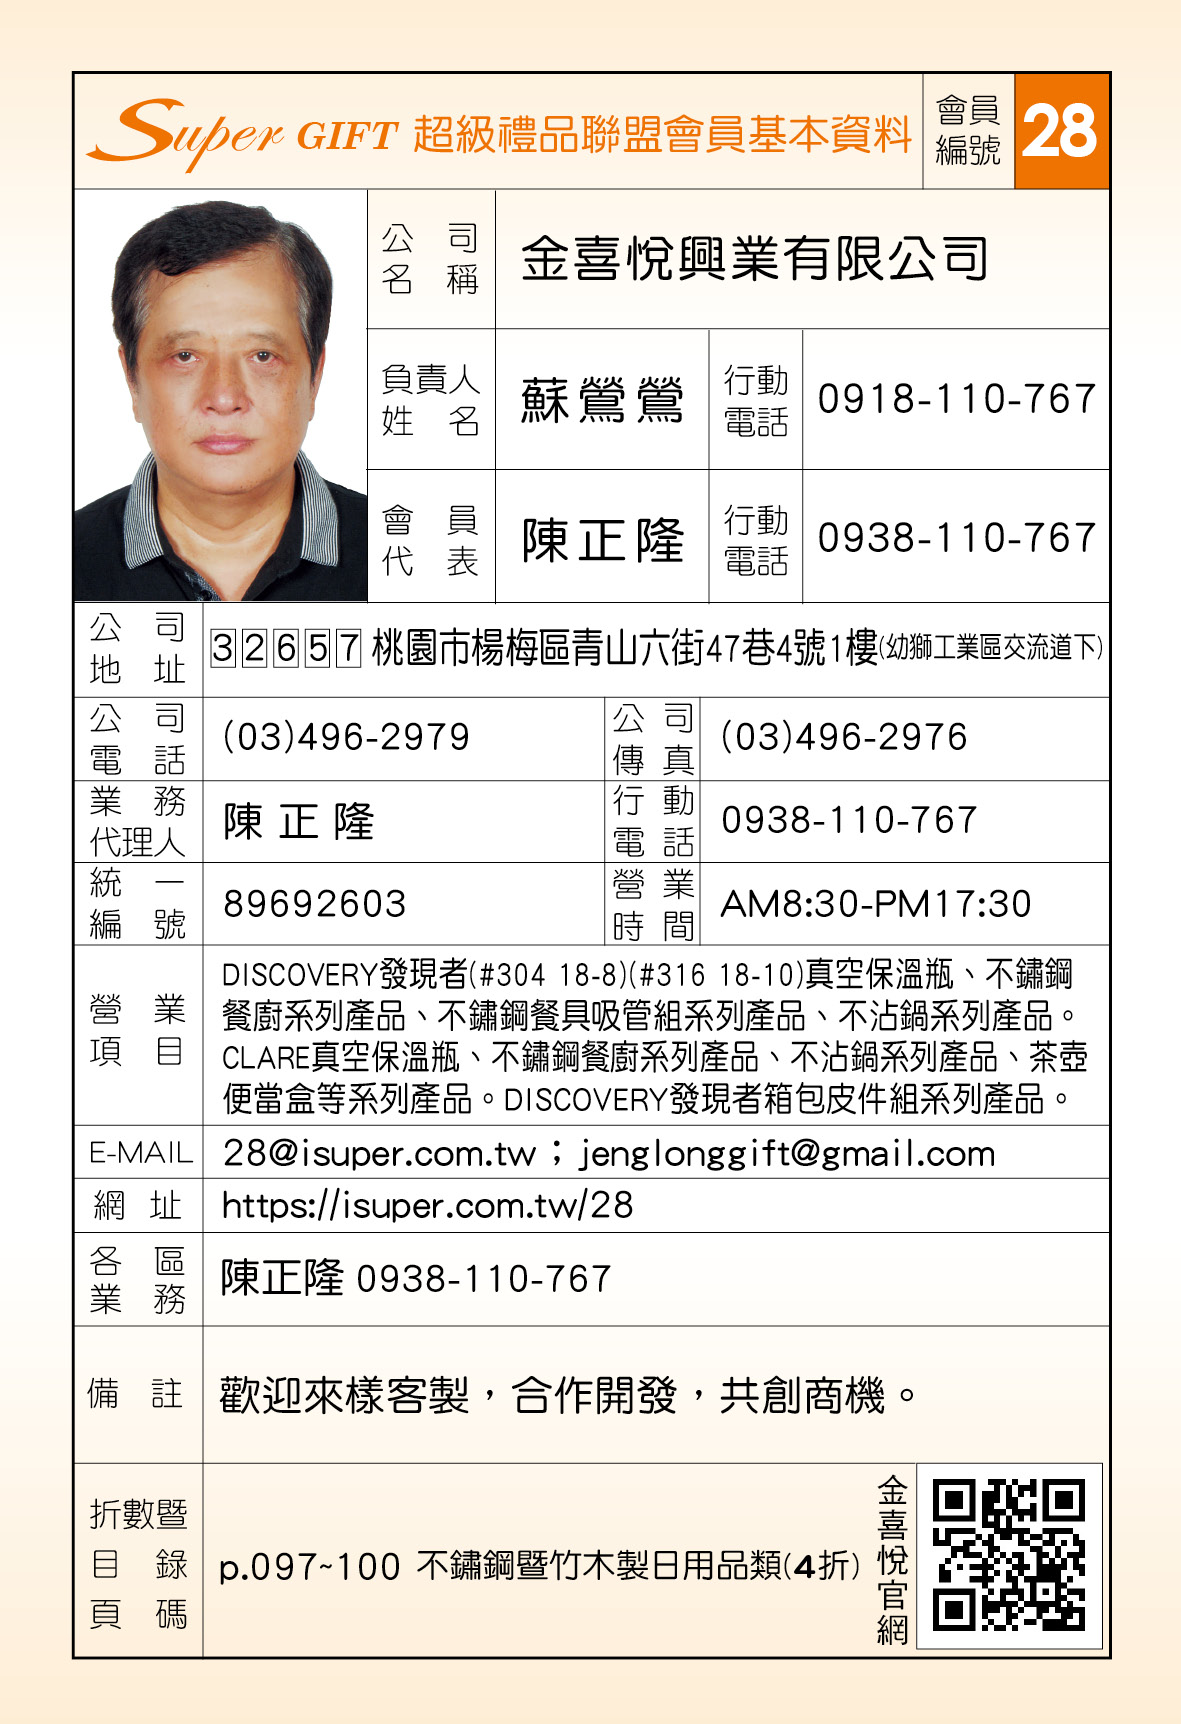 Super GIFT 超級禮品聯盟會員基本資料
會員
編號
28
公司
名稱
金喜悅興業有限公司
負責人
姓名
蘇鶯鶯
行動
電話
0918-110-767
會員
代表
陳正隆
行動
電話
0938-110-767
公司
地址
32657 桃園市楊梅區青山六街47巷4號1樓(幼獅工業區交流道下)
公司
電話
(03)496-2979
公司
傳真
(03)496-2976
業務
代理人
陳正隆
行動
電話
0938-110-767
統一
編號
89692603
營業
時間
AM8:30-PM17:30
營業
項目
DISCOVERY發現者(#304 18-8)(#316 18-10)真空保溫瓶、不鏽鋼
餐廚系列產品、不鏽鋼餐具吸管組系列產品、不沾鍋系列產品。
CLARE真空保溫瓶、不鏽鋼餐廚系列產品、不沾鍋系列產品、茶壺
便當盒等系列產品。DISCOVERY發現者箱包皮件組系列產品。
E-MAIL
28@isuper.com.tw；jenglonggift@gmail.com
網址
https://isuper.com.tw/28
各區
業務
陳正隆 0938-110-767
備註
歡迎來樣客製，合作開發，共創商機。
折數暨
目錄
頁碼
p.097~100 不鏽鋼暨竹木製日用品類(4折)
金喜悅官網